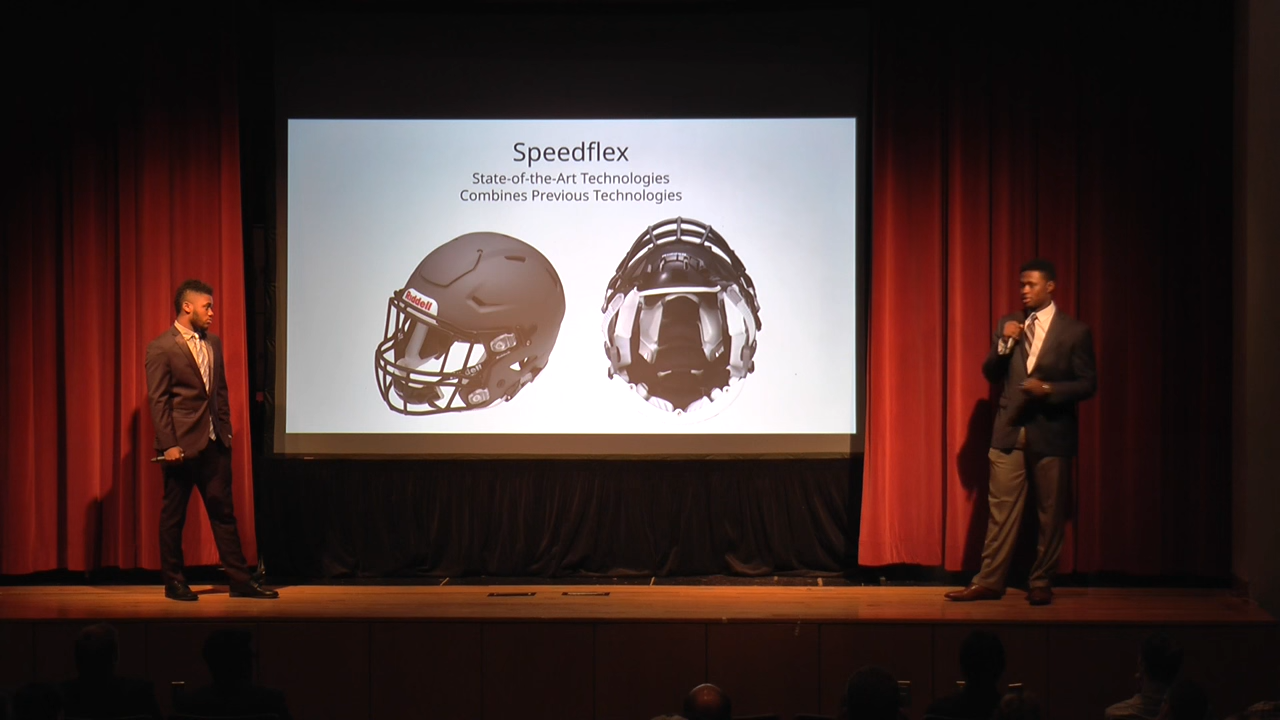 Speedflex
State-of-the-Art Technologies
Combines Previous Technologies
Riddell